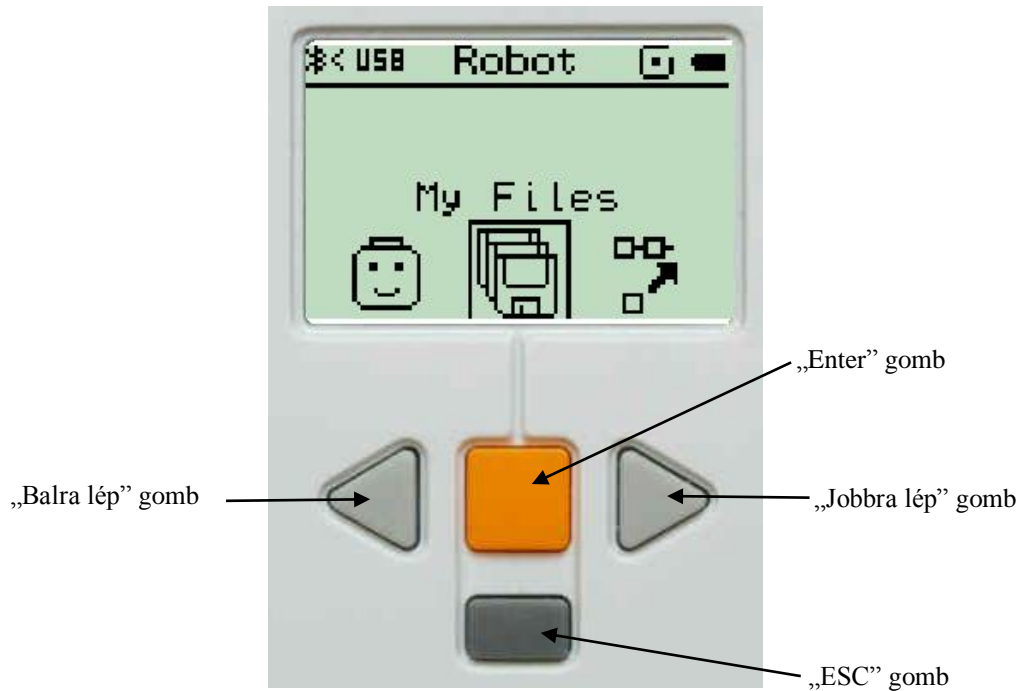 USB Robot
My Files
„Enter” gomb
„Balra lép” gomb
„Jobbra lép” gomb
„ESC” gomb